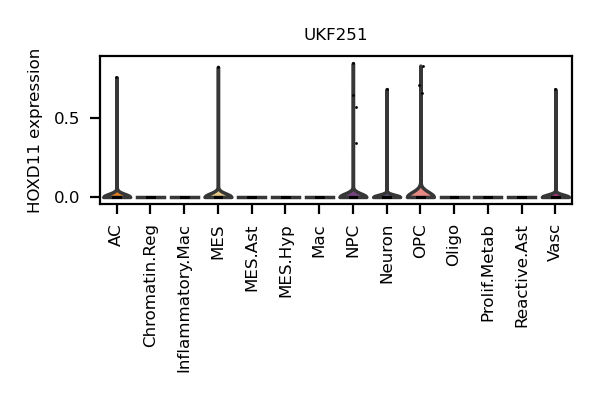 UKF251
HOXD11 expression
0.5
0.0
AC
Chromatin.Reg
Inflammatory.Mac
MES
MES.Ast
MES.Hyp
Mac
NPC
Neuron
OPC
Oligo
Prolif.Metab
Reactive.Ast
Vasc